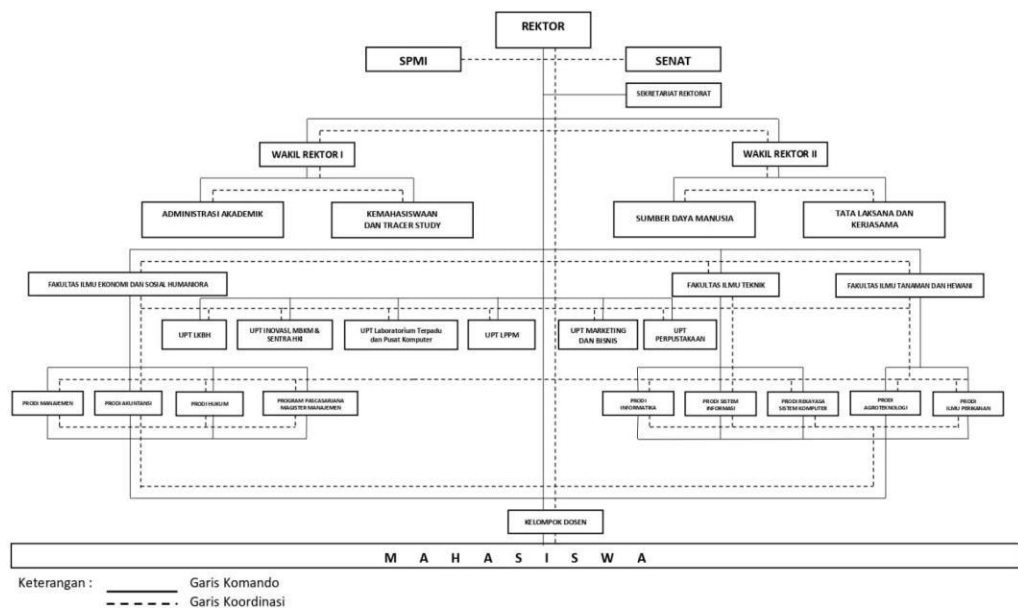 REKTOR
SPMI
SENAT
SEKRETARIAT REKTORAT
WAKIL REKTOR I
WAKIL REKTOR II
ADMINISTRASI AKADEMIK
KEMAHASISWAAN
DAN TRACER STUDY
SUMBER DAYA MANUSIA
TATA LAKSANA DAN
KERJASAMA
FAKULTAS ILMU EKONOMI DAN SOSIAL HUMANIORA
FAKULTAS ILMU TEKNIK
FAKULTAS ILMU TANAMAN DAN HEWANI
UPT LKBH
UPT INOVASI, MBKM &
SENTRA HKI
UPT Laboratorium Terpadu
dan Pusat Komputer
UPT LPPM
UPT MARKETING
DAN BISNIS
UPT
PERPUSTAKAAN
PRODI MANAJEMEN
PRODI AKUNTANSI
PRODI HUKUM
PROGRAM PASCASARJANA
MAGISTER MANAJEMEN
PRODI
INFORMATIKA
PRODI SISTEM
INFORMASI
PRODI REKAYASA
SISTEM KOMPUTER
PRODI
AGROTEKNOLOGI
PRODI
ILMU PERIKANAN
KELOMPOK DOSEN
M A H A S I S W A
Keterangan :
Garis Komando
Garis Koordinasi